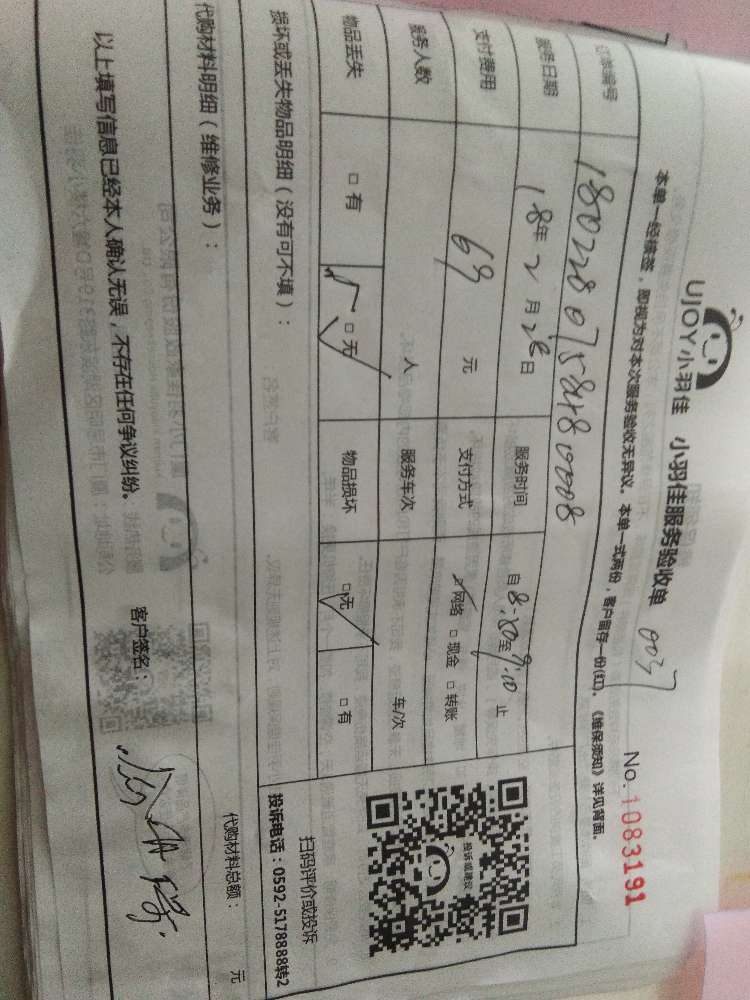 UJOY小羽佳 小羽佳服务验收单 0037
No.1083191
本单一经接签，即视为对本次服务验收无异议。本单一式两份，客户留存一份(红)。《维保须知》详见背面。
订单编号
服务日期 18年2月28日 服务时间 自8:30至9:10止
支付费用 69 元 支付方式 网络 □现金 □转账
服务人数 人 服务车次 车/次
物品丢失 □有 □无 物品损坏 □无 □有
损坏或丢失物品明细（没有可不填）：
投诉或建议
扫码评价或投诉
投诉电话：0592-5178888转2
代购材料明细（维修业务）：
代购材料总额： 元
以上填写信息已经本人确认无误，不存在任何争议纠纷。 客户签名：